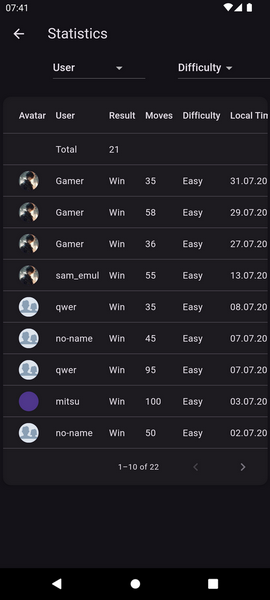 07:41
Statistics
User Difficulty
Avatar User Result Moves Difficulty Local Tim
Total 21
Gamer Win 35 Easy 31.07.20
Gamer Win 58 Easy 29.07.20
Gamer Win 36 Easy 27.07.20
sam_emul Win 55 Easy 13.07.20
qwer Win 35 Easy 08.07.20
no-name Win 45 Easy 07.07.20
qwer Win 95 Easy 07.07.20
mitsu Win 100 Easy 03.07.20
no-name Win 50 Easy 02.07.20
1–10 of 22